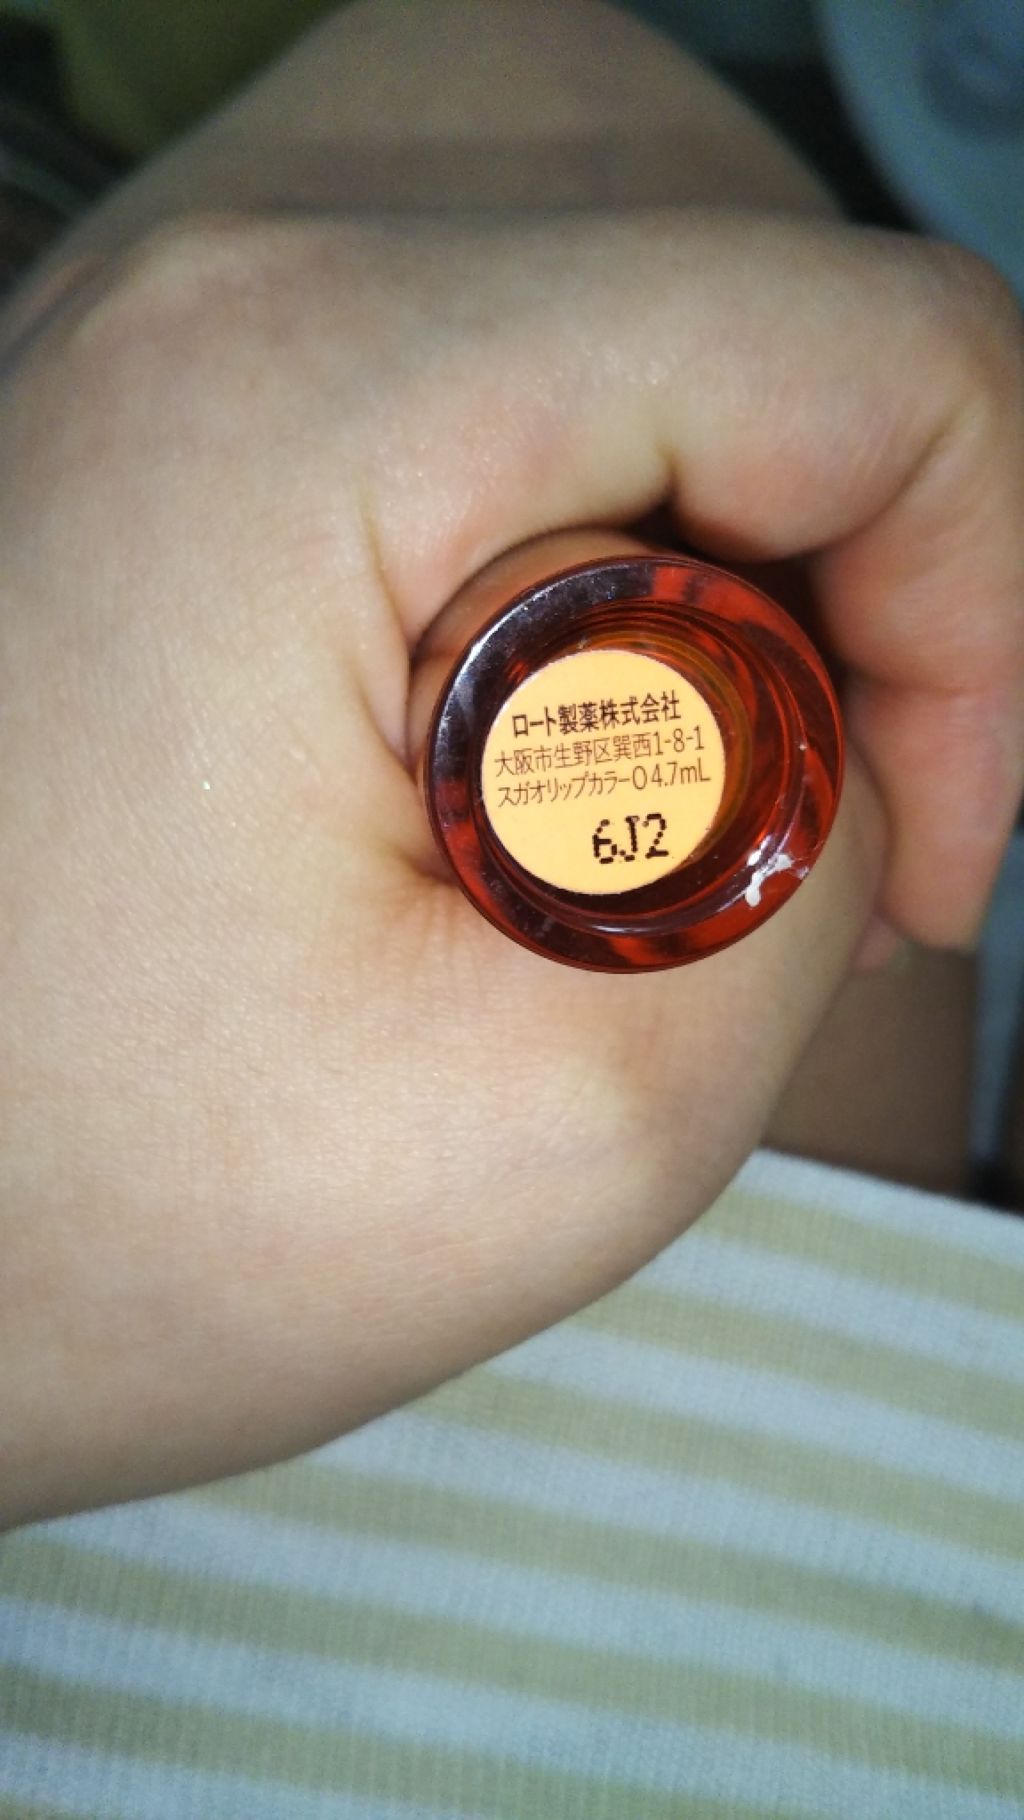 ロート製薬株式会社
大阪市生野区巽西1-8-1
スガオリップカラーO 4.7mL
6J2